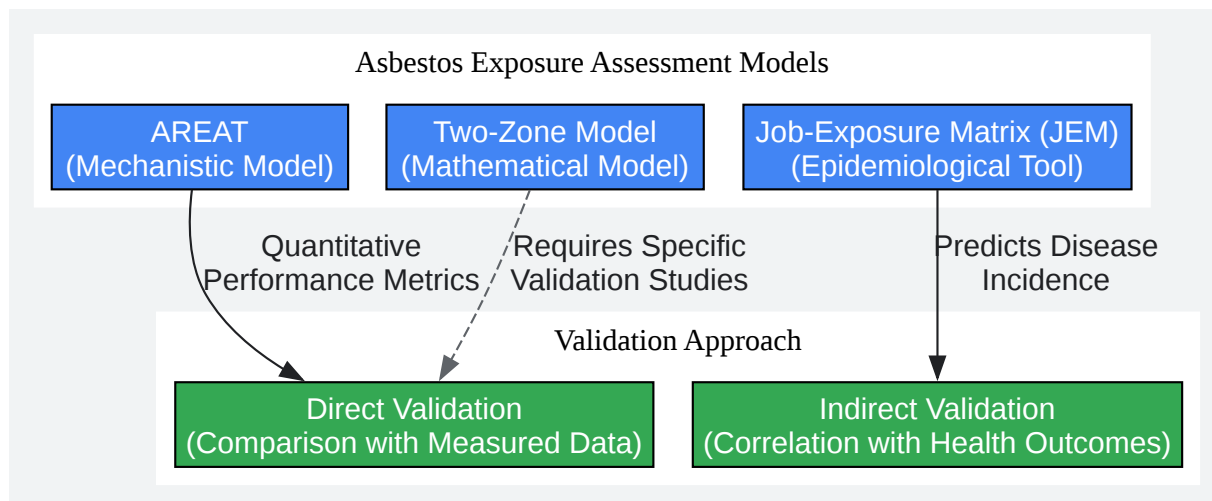 Asbestos Exposure Assessment Models
AREAT
(Mechanistic Model)
Two-Zone Model
(Mathematical Model)
Job-Exposure Matrix (JEM)
(Epidemiological Tool)
Quantitative
Performance Metrics
Requires Specific
Validation Studies
Predicts Disease
Incidence
Validation Approach
Direct Validation
(Comparison with Measured Data)
Indirect Validation
(Correlation with Health Outcomes)